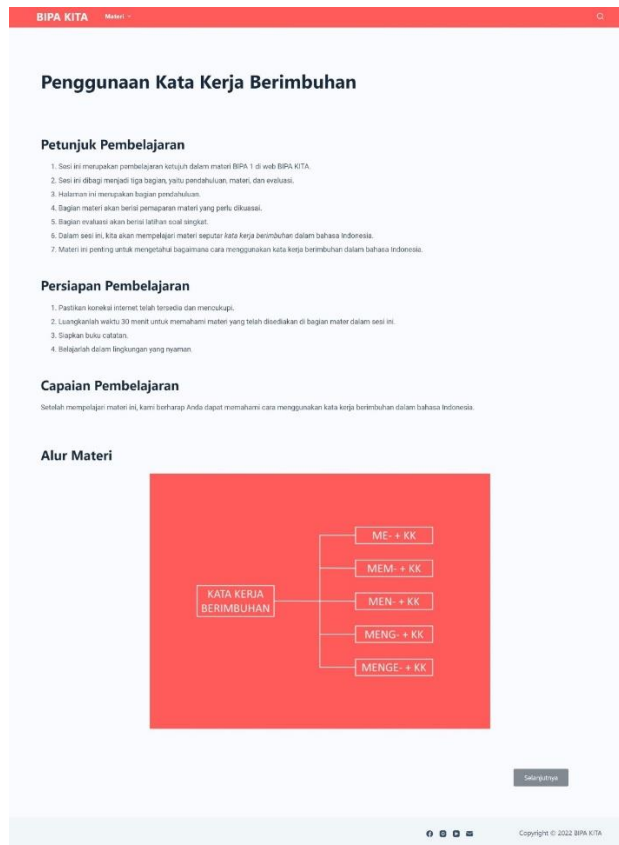 BIPA KITA Materi
Penggunaan Kata Kerja Berimbuhan
Petunjuk Pembelajaran
1. Sesi ini merupakan pembelajaran ketujuh dalam materi BIPA 1 di web BIPA KITA.
2. Sesi ini dibagi menjadi tiga bagian, yaitu pendahuluan, materi, dan evaluasi.
3. Halaman ini merupakan bagian pendahuluan.
4. Bagian materi akan berisi pemaparan materi yang perlu dikuasai.
5. Bagian evaluasi akan berisi latihan soal singkat.
6. Dalam sesi ini, kita akan mempelajari materi seputar kata kerja berimbuhan dalam bahasa Indonesia.
7. Materi ini penting untuk mengetahui bagaimana cara menggunakan kata kerja berimbuhan dalam bahasa Indonesia.
Persiapan Pembelajaran
1. Pastikan koneksi internet telah tersedia dan mencukupi.
2. Luangkanlah waktu 30 menit untuk memahami materi yang telah disediakan di bagian mater dalam sesi ini.
3. Siapkan buku catatan.
4. Belajarlah dalam lingkungan yang nyaman.
Capaian Pembelajaran
Setelah mempelajari materi ini, kami berharap Anda dapat memahami cara menggunakan kata kerja berimbuhan dalam bahasa Indonesia.
Alur Materi
KATA KERJA
BERIMBUHAN
ME- + KK
MEM- + KK
MEN- + KK
MENG- + KK
MENGE- + KK
Selanjutnya
Copyright © 2022 BIPA KITA